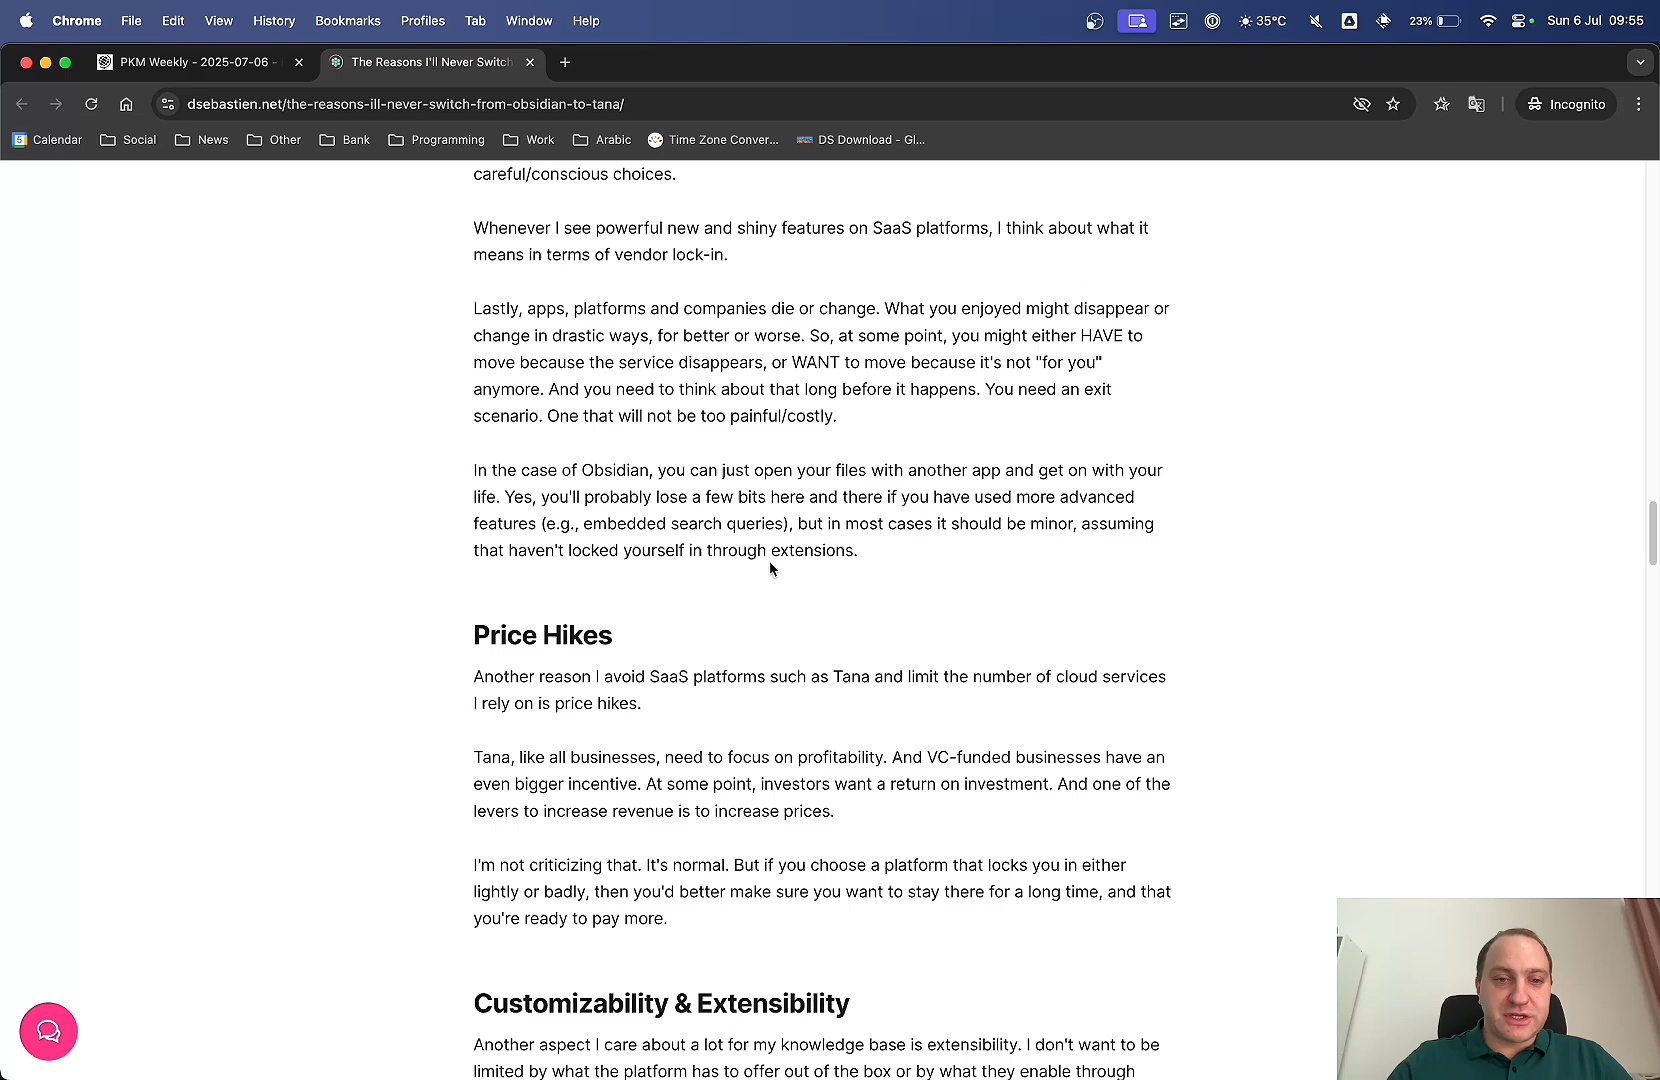 Chrome File Edit View History Bookmarks Profiles Tab Window Help 35°C 23% Sun 6 Jul 09:55
PKM Weekly - 2025-07-06 - The Reasons I'll Never Switch
dsebastien.net/the-reasons-ill-never-switch-from-obsidian-to-tana/ Incognito
5 Calendar Social News Other Bank Programming Work Arabic Time Zone Conver... DS Download - Gl...
careful/conscious choices.
Whenever I see powerful new and shiny features on SaaS platforms, I think about what it
means in terms of vendor lock-in.
Lastly, apps, platforms and companies die or change. What you enjoyed might disappear or
change in drastic ways, for better or worse. So, at some point, you might either HAVE to
move because the service disappears, or WANT to move because it's not "for you"
anymore. And you need to think about that long before it happens. You need an exit
scenario. One that will not be too painful/costly.
In the case of Obsidian, you can just open your files with another app and get on with your
life. Yes, you'll probably lose a few bits here and there if you have used more advanced
features (e.g., embedded search queries), but in most cases it should be minor, assuming
that haven't locked yourself in through extensions.
Price Hikes
Another reason I avoid SaaS platforms such as Tana and limit the number of cloud services
I rely on is price hikes.
Tana, like all businesses, need to focus on profitability. And VC-funded businesses have an
even bigger incentive. At some point, investors want a return on investment. And one of the
levers to increase revenue is to increase prices.
I'm not criticizing that. It's normal. But if you choose a platform that locks you in either
lightly or badly, then you'd better make sure you want to stay there for a long time, and that
you're ready to pay more.
Customizability & Extensibility
Another aspect I care about a lot for my knowledge base is extensibility. I don't want to be
limited by what the platform has to offer out of the box or by what they enable through